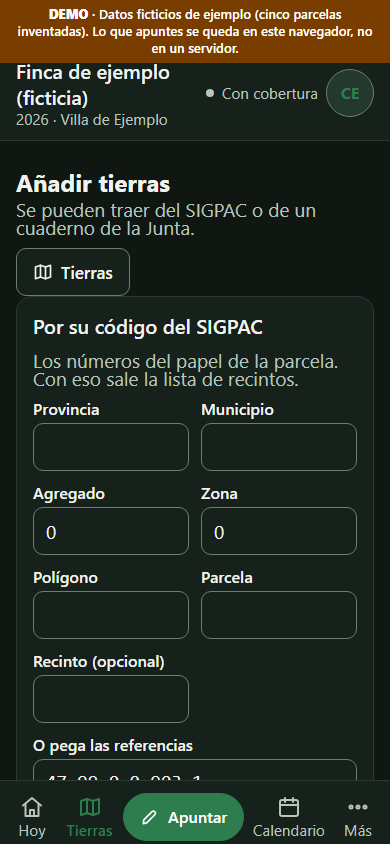 DEMO · Datos ficticios de ejemplo (cinco parcelas
inventadas). Lo que apuntes se queda en este navegador, no
en un servidor.
Finca de ejemplo
(ficticia)
2026 · Villa de Ejemplo
Con cobertura
CE
Añadir tierras
Se pueden traer del SIGPAC o de un
cuaderno de la Junta.
Tierras
Por su código del SIGPAC
Los números del papel de la parcela.
Con eso sale la lista de recintos.
Provincia Municipio
Agregado Zona
0 0
Polígono Parcela
Recinto (opcional)
O pega las referencias
Hoy Tierras Apuntar Calendario Más